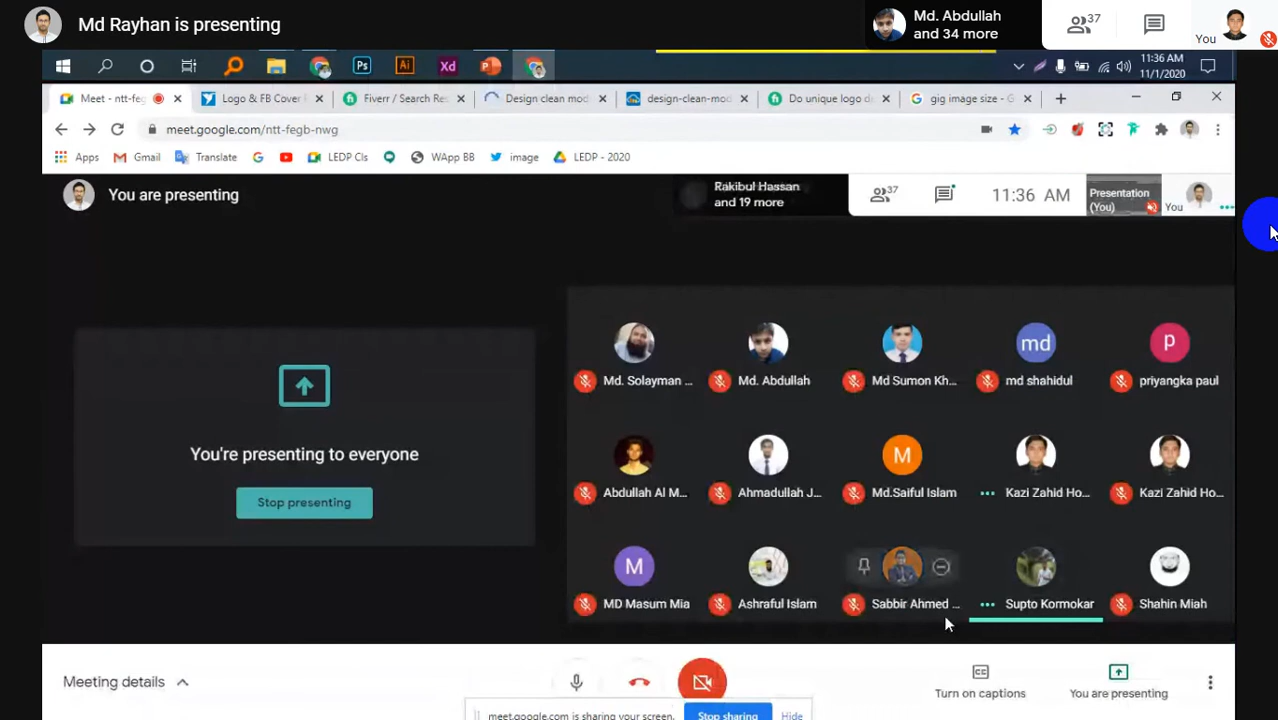 Md Rayhan is presenting
Md. Abdullah
and 34 more
37
You
Ps
Ai
Xd
11:36 AM
11/1/2020
Meet - ntt-feg
Logo & FB Cover
Fiverr / Search Re
Design clean mod
design-clean-mod
Do unique logo d
gig image size - G
meet.google.com/ntt-fegb-nwg
Apps
Gmail
Translate
LEDP Cls
WApp BB
image
LEDP - 2020
You are presenting
Rakibul Hassan
and 19 more
37
11:36 AM
Presentation
(You)
You
You're presenting to everyone
Stop presenting
md
p
Md. Solayman ...
Md. Abdullah
Md Sumon Kh...
md shahidul
priyangka paul
M
Abdullah Al M...
Ahmadullah J...
Md.Saiful Islam
Kazi Zahid Ho...
Kazi Zahid Ho...
M
MD Masum Mia
Ashraful Islam
Sabbir Ahmed ...
Supto Kormokar
Shahin Miah
Meeting details
CC
Turn on captions
You are presenting
meet.google.com is sharing your screen.
Stop sharing
Hide